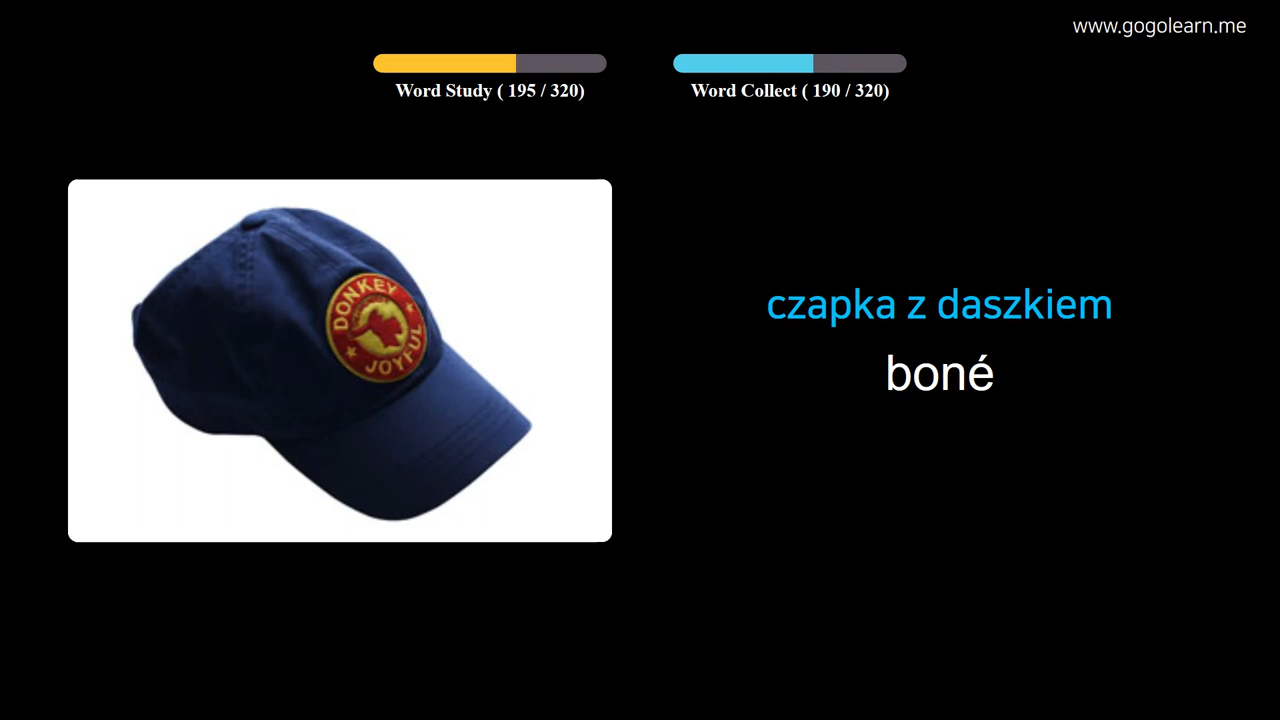 www.gogolearn.me
Word Study ( 195 / 320)
Word Collect ( 190 / 320)
DONKEY
JOYFUL
czapka z daszkiem
boné